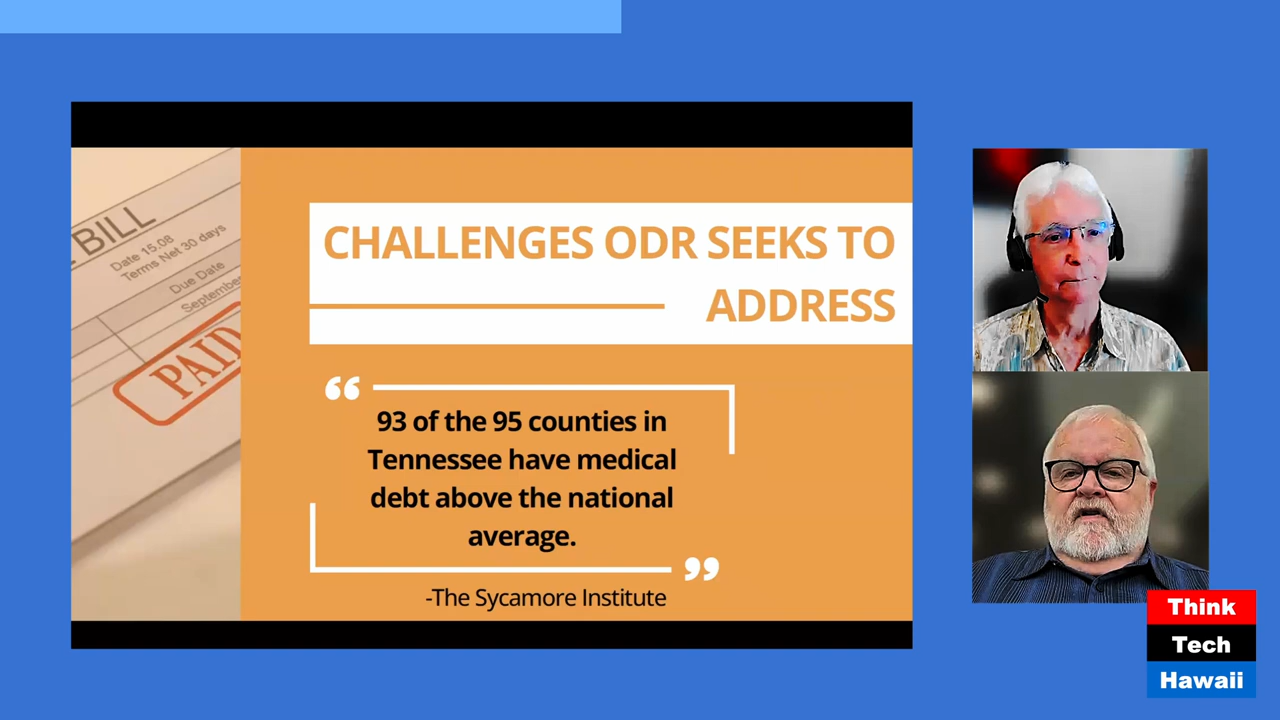 BILL
Date 15.08
Terms Net 30 days
Due Date
September
PAID
CHALLENGES ODR SEEKS TO
ADDRESS
“
93 of the 95 counties in
Tennessee have medical
debt above the national
average.
”
-The Sycamore Institute
Think
Tech
Hawaii